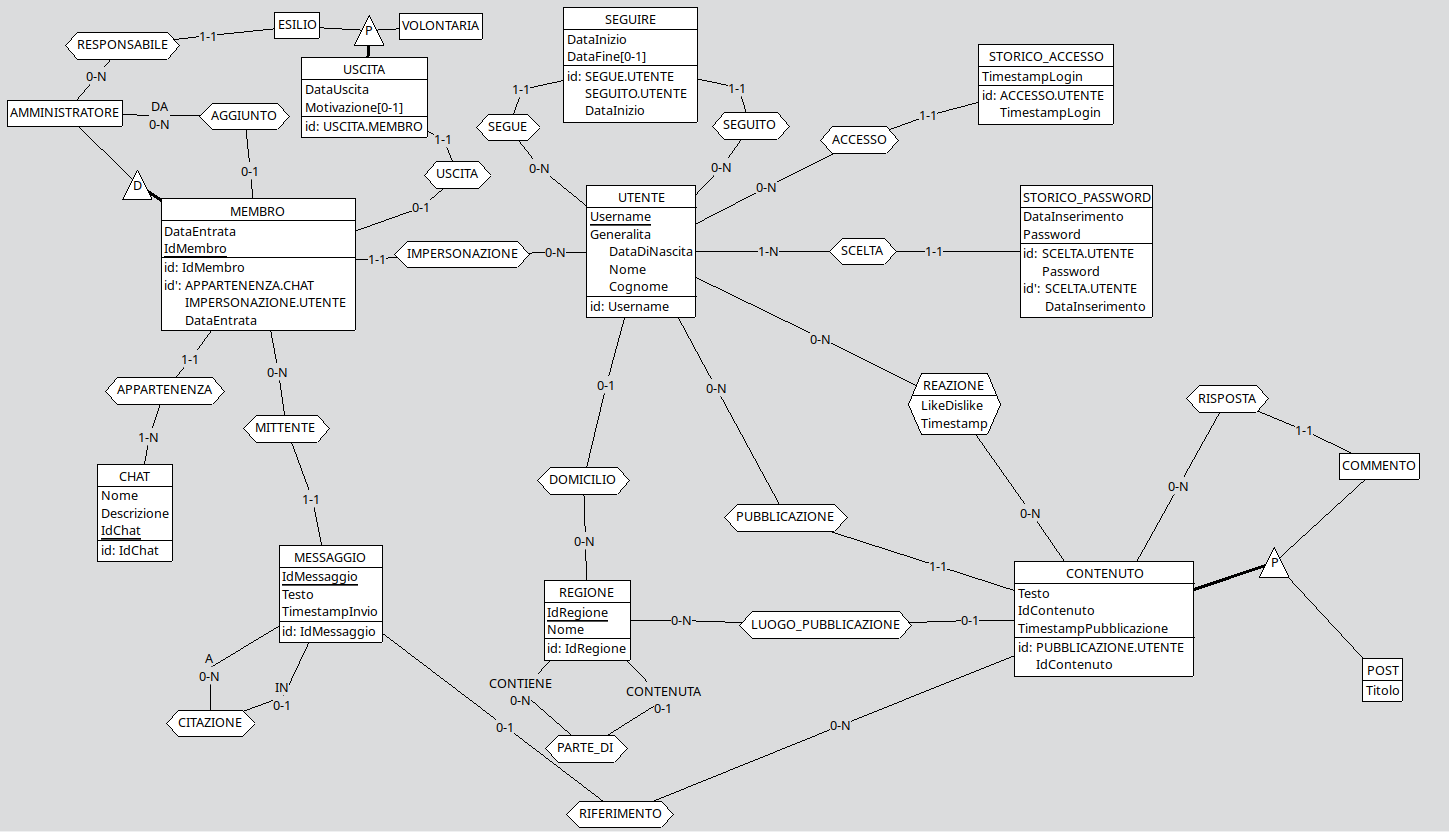 ESILIO
P
VOLONTARIA
RESPONSABILE
1-1
0-N
AMMINISTRATORE
DA
0-N
AGGIUNTO
0-1
D
USCITA
DataUscita
Motivazione[0-1]
id: USCITA.MEMBRO
1-1
USCITA
0-1
SEGUIRE
DataInizio
DataFine[0-1]
id: SEGUE.UTENTE
SEGUITO.UTENTE
DataInizio
1-1
SEGUE
0-N
1-1
SEGUITO
0-N
STORICO_ACCESSO
TimestampLogin
id: ACCESSO.UTENTE
TimestampLogin
1-1
ACCESSO
0-N
MEMBRO
DataEntrata
IdMembro
id: IdMembro
id': APPARTENENZA.CHAT
IMPERSONAZIONE.UTENTE
DataEntrata
1-1
IMPERSONAZIONE
0-N
UTENTE
Username
Generalita
DataDiNascita
Nome
Cognome
id: Username
1-N
SCELTA
1-1
STORICO_PASSWORD
DataInserimento
Password
id: SCELTA.UTENTE
Password
id': SCELTA.UTENTE
DataInserimento
1-1
APPARTENENZA
1-N
CHAT
Nome
Descrizione
IdChat
id: IdChat
0-N
MITTENTE
1-1
MESSAGGIO
IdMessaggio
Testo
TimestampInvio
id: IdMessaggio
A
0-N
IN
0-1
CITAZIONE
0-1
DOMICILIO
0-N
REGIONE
IdRegione
Nome
id: IdRegione
CONTIENE
0-N
CONTENUTA
0-1
PARTE_DI
0-N
PUBBLICAZIONE
1-1
0-N
REAZIONE
LikeDislike
Timestamp
0-N
RISPOSTA
1-1
0-N
COMMENTO
0-N
LUOGO_PUBBLICAZIONE
0-1
CONTENUTO
Testo
IdContenuto
TimestampPubblicazione
id: PUBBLICAZIONE.UTENTE
IdContenuto
P
POST
Titolo
0-1
0-N
RIFERIMENTO